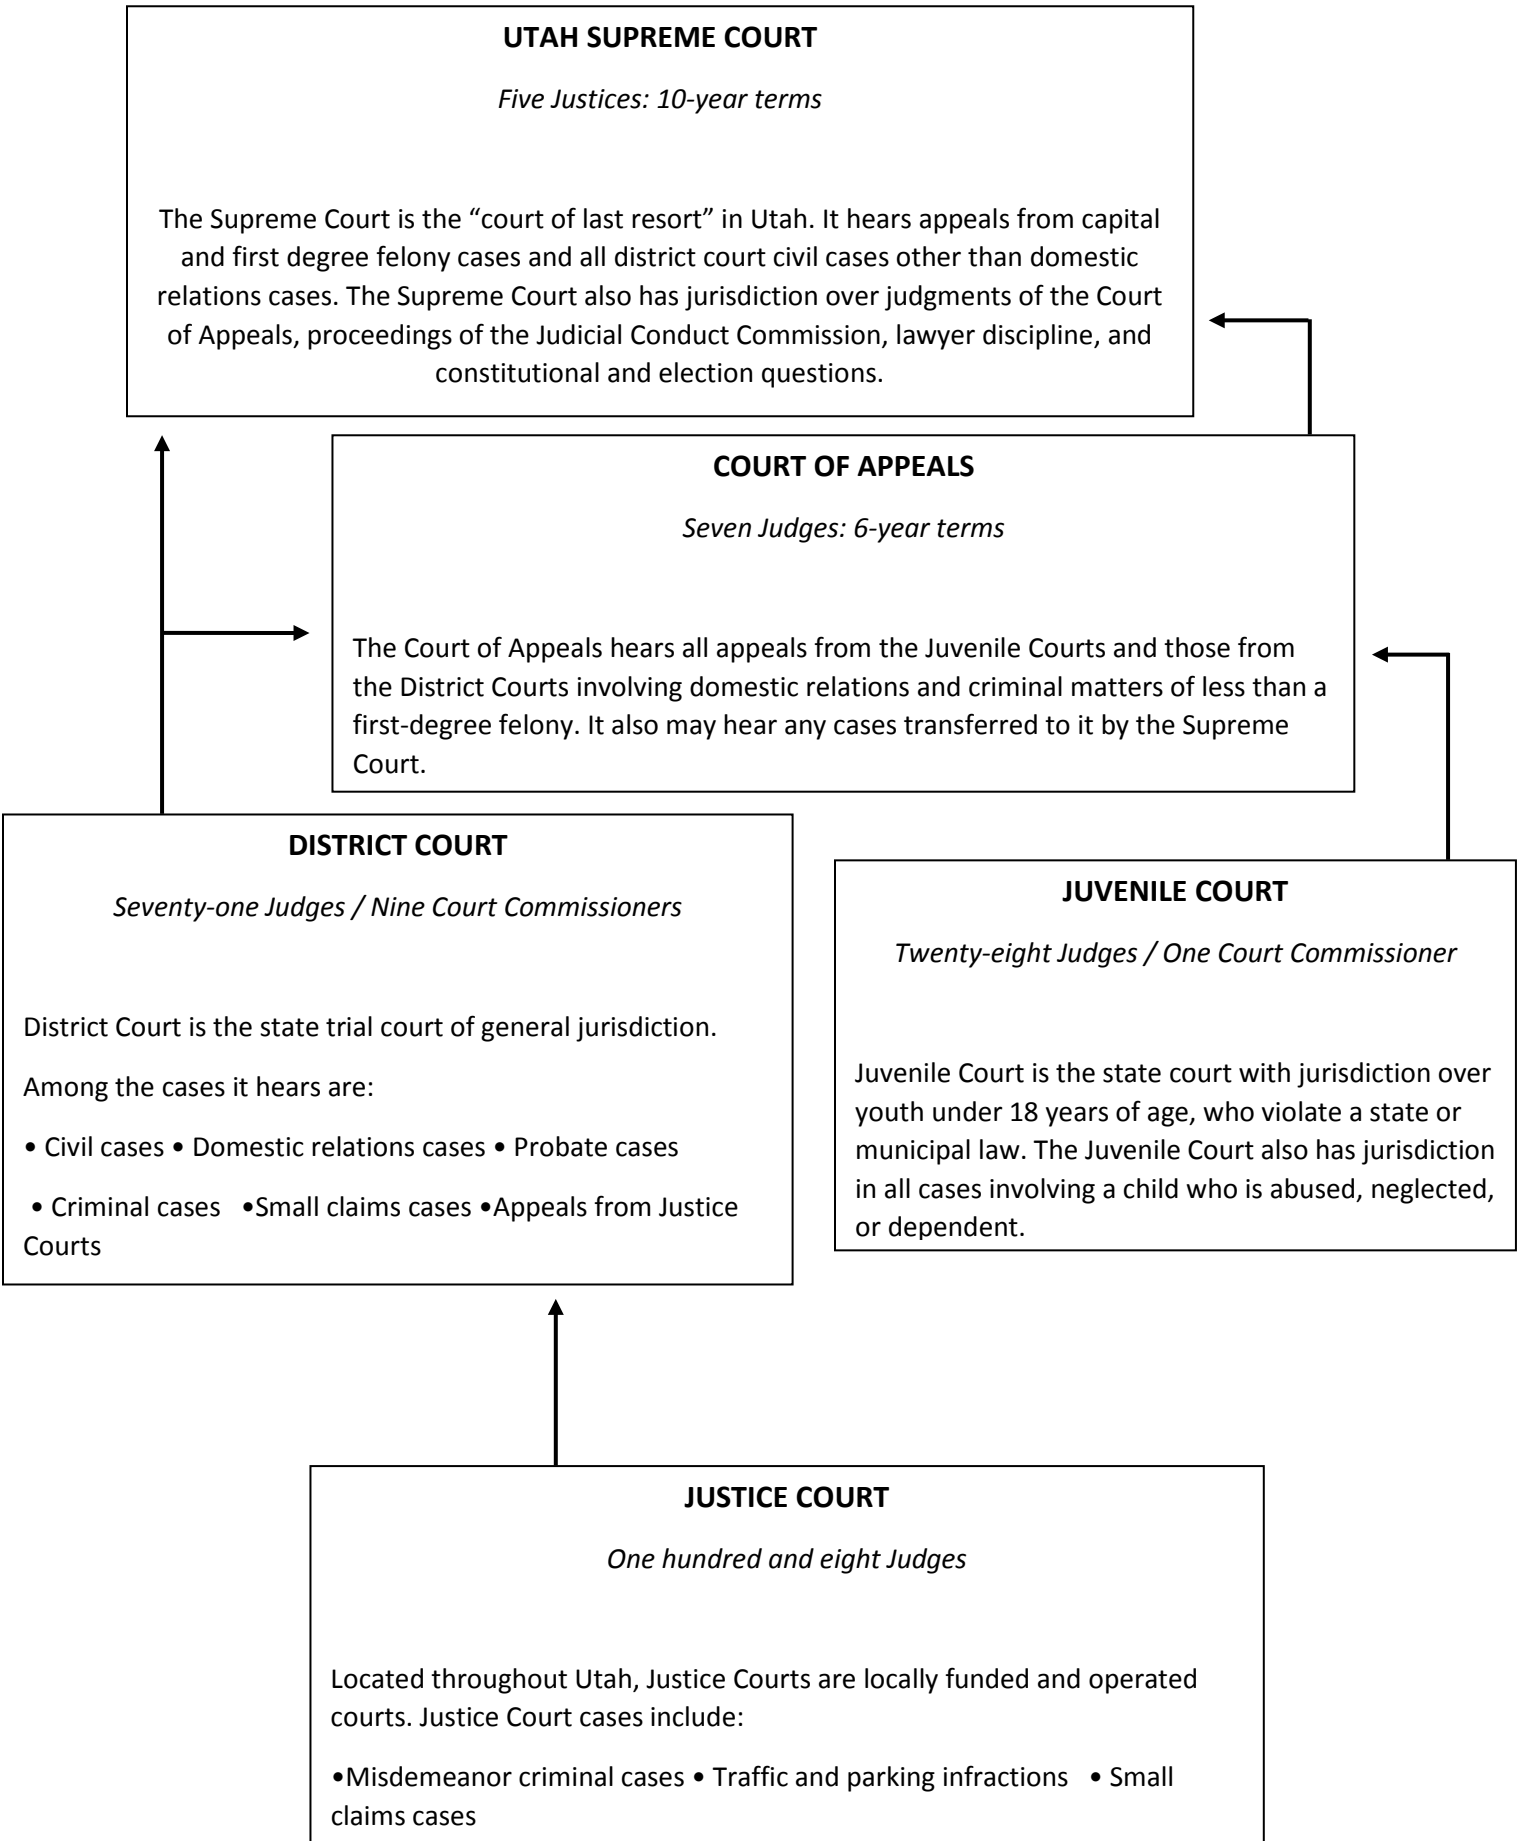 UTAH SUPREME COURT
Five Justices: 10-year terms
The Supreme Court is the “court of last resort” in Utah. It hears appeals from capital
and first degree felony cases and all district court civil cases other than domestic
relations cases. The Supreme Court also has jurisdiction over judgments of the Court
of Appeals, proceedings of the Judicial Conduct Commission, lawyer discipline, and
constitutional and election questions.
COURT OF APPEALS
Seven Judges: 6-year terms
The Court of Appeals hears all appeals from the Juvenile Courts and those from
the District Courts involving domestic relations and criminal matters of less than a
first-degree felony. It also may hear any cases transferred to it by the Supreme
Court.
DISTRICT COURT
Seventy-one Judges / Nine Court Commissioners
District Court is the state trial court of general jurisdiction.
Among the cases it hears are:
• Civil cases • Domestic relations cases • Probate cases
• Criminal cases   •Small claims cases •Appeals from Justice
Courts
JUVENILE COURT
Twenty-eight Judges / One Court Commissioner
Juvenile Court is the state court with jurisdiction over
youth under 18 years of age, who violate a state or
municipal law. The Juvenile Court also has jurisdiction
in all cases involving a child who is abused, neglected,
or dependent.
JUSTICE COURT
One hundred and eight Judges
Located throughout Utah, Justice Courts are locally funded and operated
courts. Justice Court cases include:
•Misdemeanor criminal cases • Traffic and parking infractions   • Small
claims cases